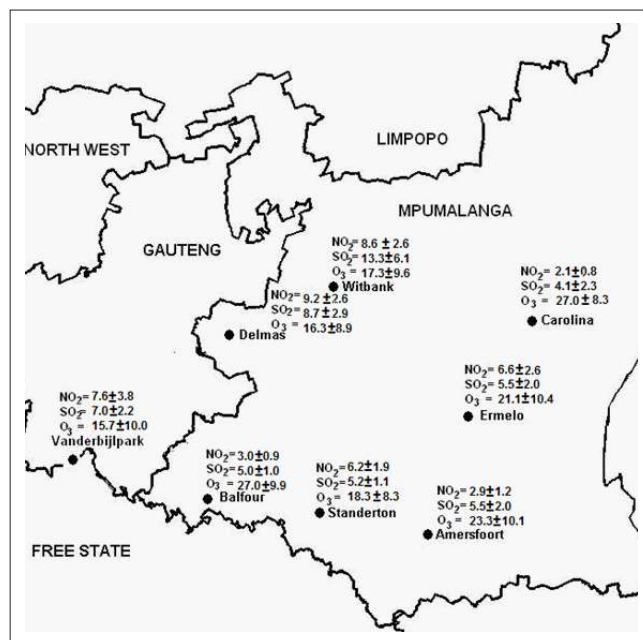 LIMPOPO
NORTH WEST
MPUMALANGA
GAUTENG
NO₂= 8.6 ±2.6
SO₂= 13.3±6.1
O₃ = 17.3±9.6
Witbank
NO₂= 2.1±0.8
SO₂= 4.1±2.3
O₃ = 27.0±8.3
Carolina
NO₂= 9.2±2.6
SO₂= 8.7±2.9
O₃ = 16.3±8.9
Delmas
NO₂= 6.6±2.6
SO₂= 5.5±2.0
O₃ = 21.1±10.4
Ermelo
NO₂= 7.6±3.8
SO₂= 7.0±2.2
O₃ = 15.7±10.0
Vanderbijlpark
NO₂= 3.0±0.9
SO₂= 5.0±1.0
O₃ = 27.0±9.9
Balfour
NO₂= 6.2±1.9
SO₂= 5.2±1.1
O₃ = 18.3±8.3
Standerton
NO₂= 2.9±1.2
SO₂= 5.5±2.0
O₃ = 23.3±10.1
Amersfoort
FREE STATE